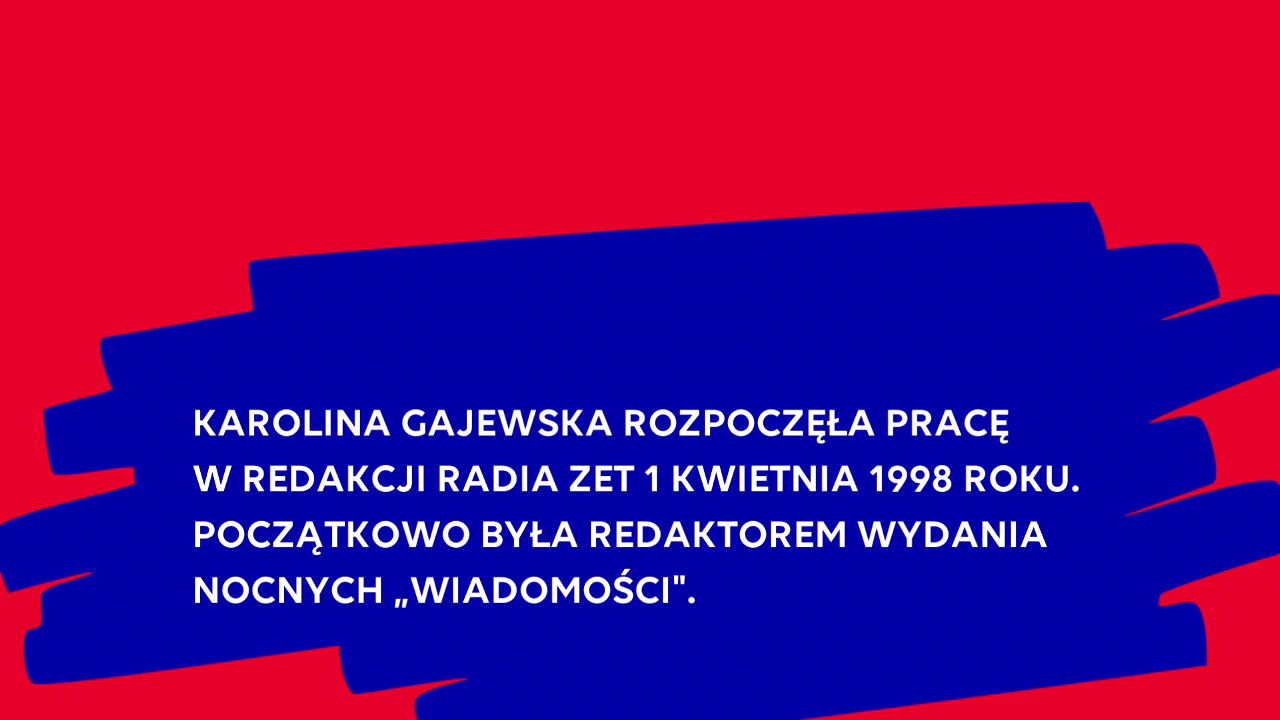 KAROLINA GAJEWSKA ROZPOCZĘŁA PRACĘ
W REDAKCJI RADIA ZET 1 KWIETNIA 1998 ROKU.
POCZĄTKOWO BYŁA REDAKTOREM WYDANIA
NOCNYCH „WIADOMOŚCI".